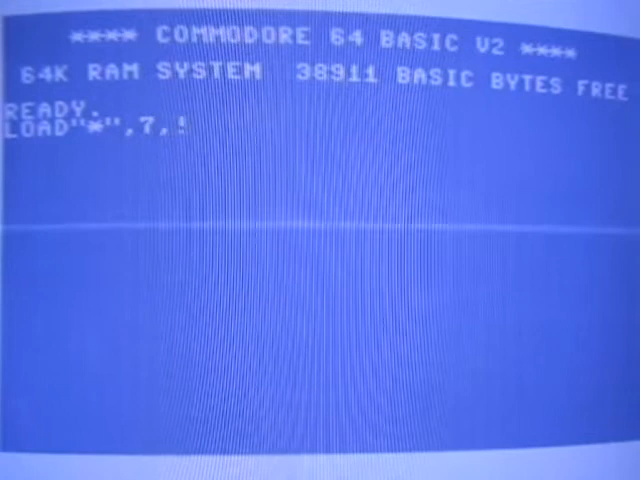 **** COMMODORE 64 BASIC V2 ****
64K RAM SYSTEM 38911 BASIC BYTES FREE
READY.
LOAD"*",7,!